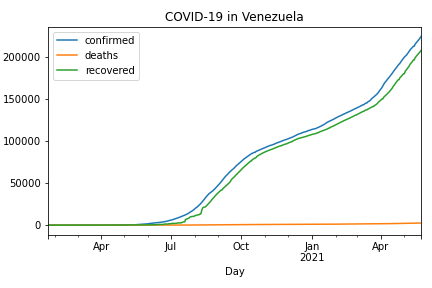 COVID-19 in Venezuela
confirmed
deaths
recovered
200000
150000
100000
50000
0
Apr Jul Oct Jan Apr
2021
Day